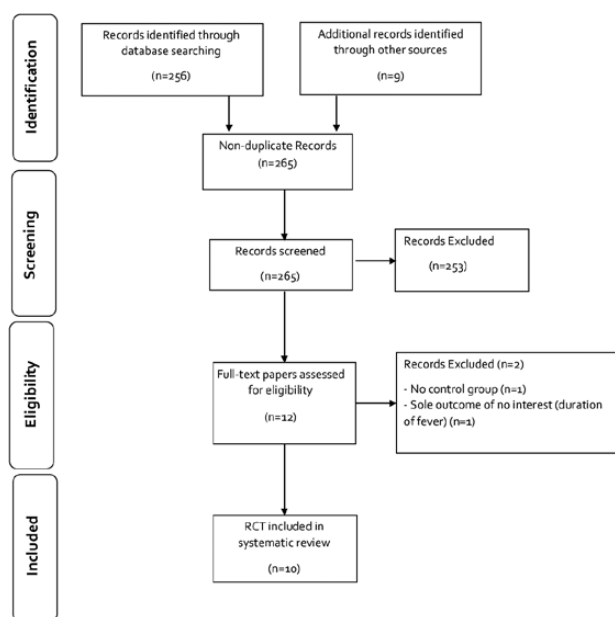 Identification
Records identified through
database searching
(n=256)
Additional records identified
through other sources
(n=9)
Non-duplicate Records
(n=265)
Screening
Records screened
(n=265)
Records Excluded
(n=253)
Eligibility
Full-text papers assessed
for eligibility
(n=12)
Records Excluded (n=2)
- No control group (n=1)
- Sole outcome of no interest (duration
of fever) (n=1)
Included
RCT included in
systematic review
(n=10)